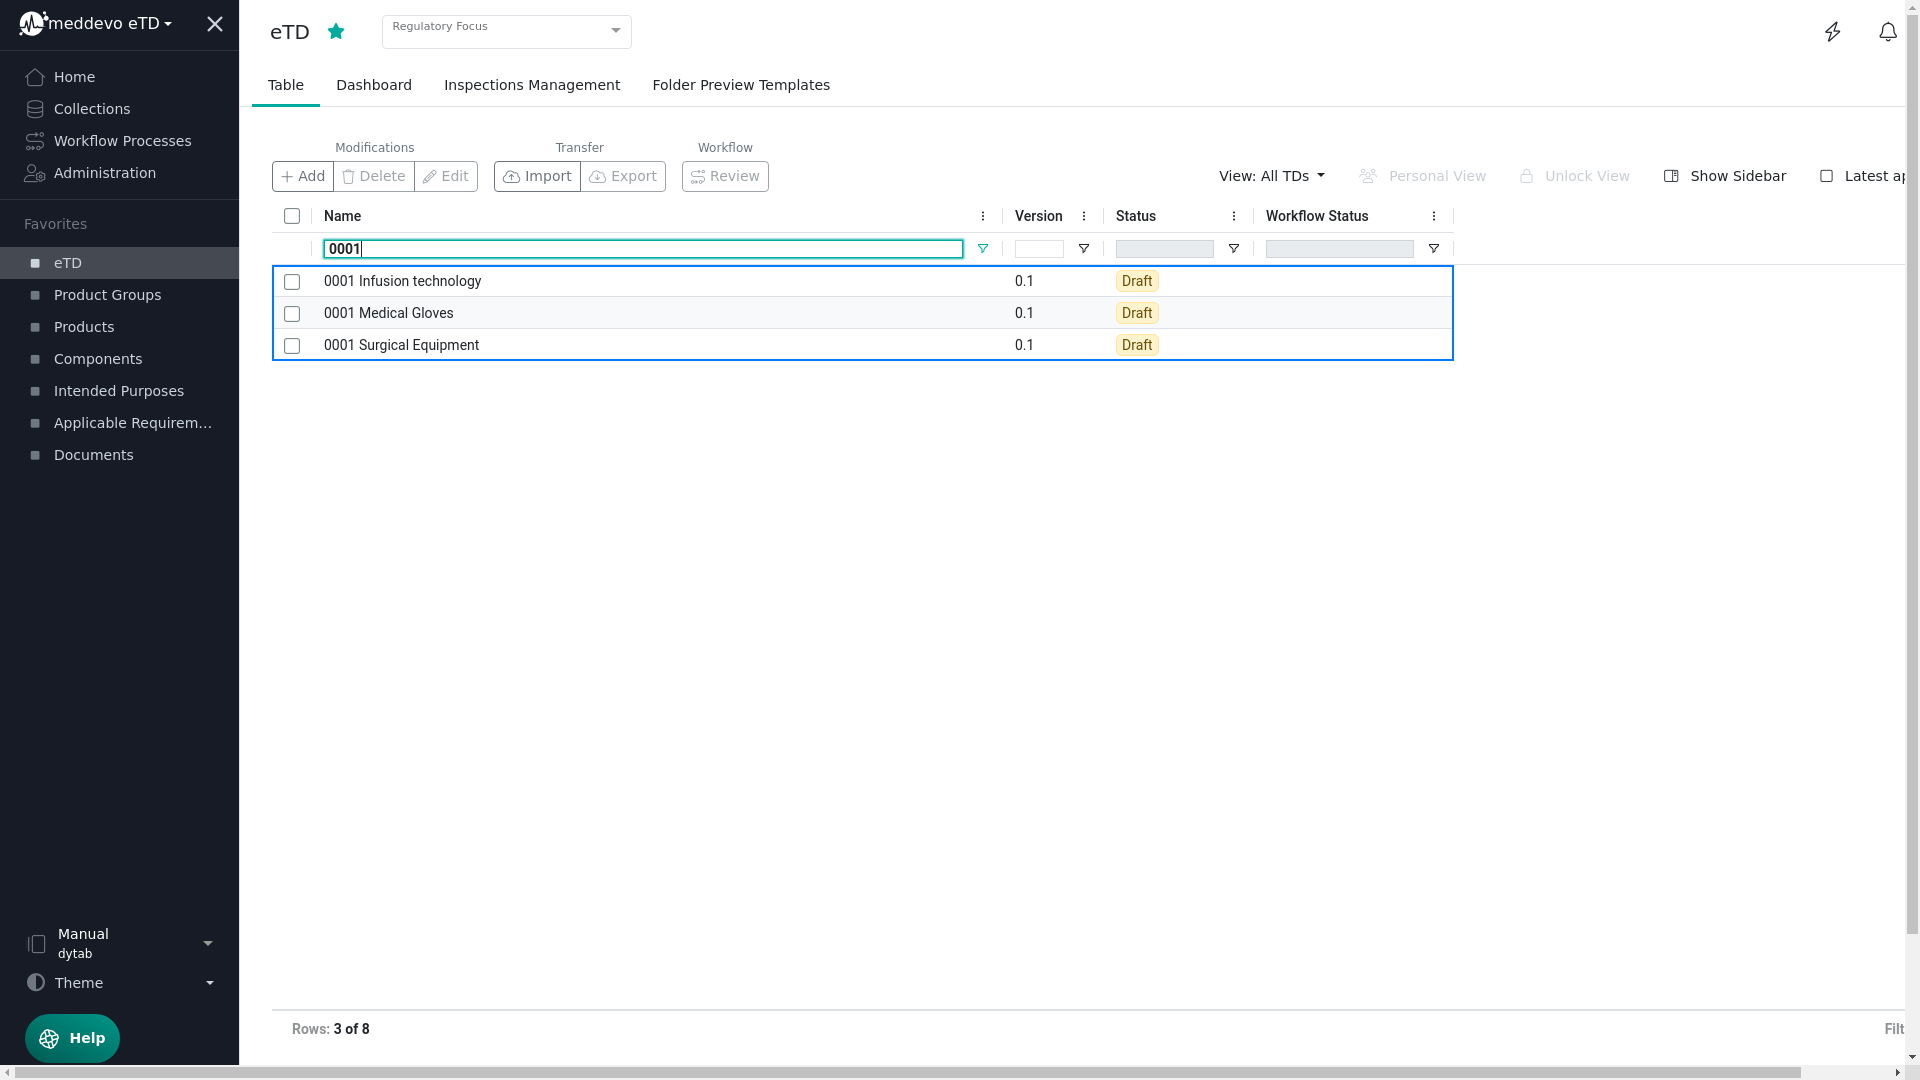 meddevo eTD
Home
Collections
Workflow Processes
Administration
Favorites
eTD
Product Groups
Products
Components
Intended Purposes
Applicable Requirem...
Documents
Manual
dytab
Theme
Help
eTD
Regulatory Focus
Table Dashboard Inspections Management Folder Preview Templates
Modifications Transfer Workflow
Add Delete Edit Import Export Review View: All TDs Personal View Unlock View Show Sidebar Latest ap
Name Version Status Workflow Status
0001
0001 Infusion technology 0.1 Draft
0001 Medical Gloves 0.1 Draft
0001 Surgical Equipment 0.1 Draft
Rows: 3 of 8 Filt